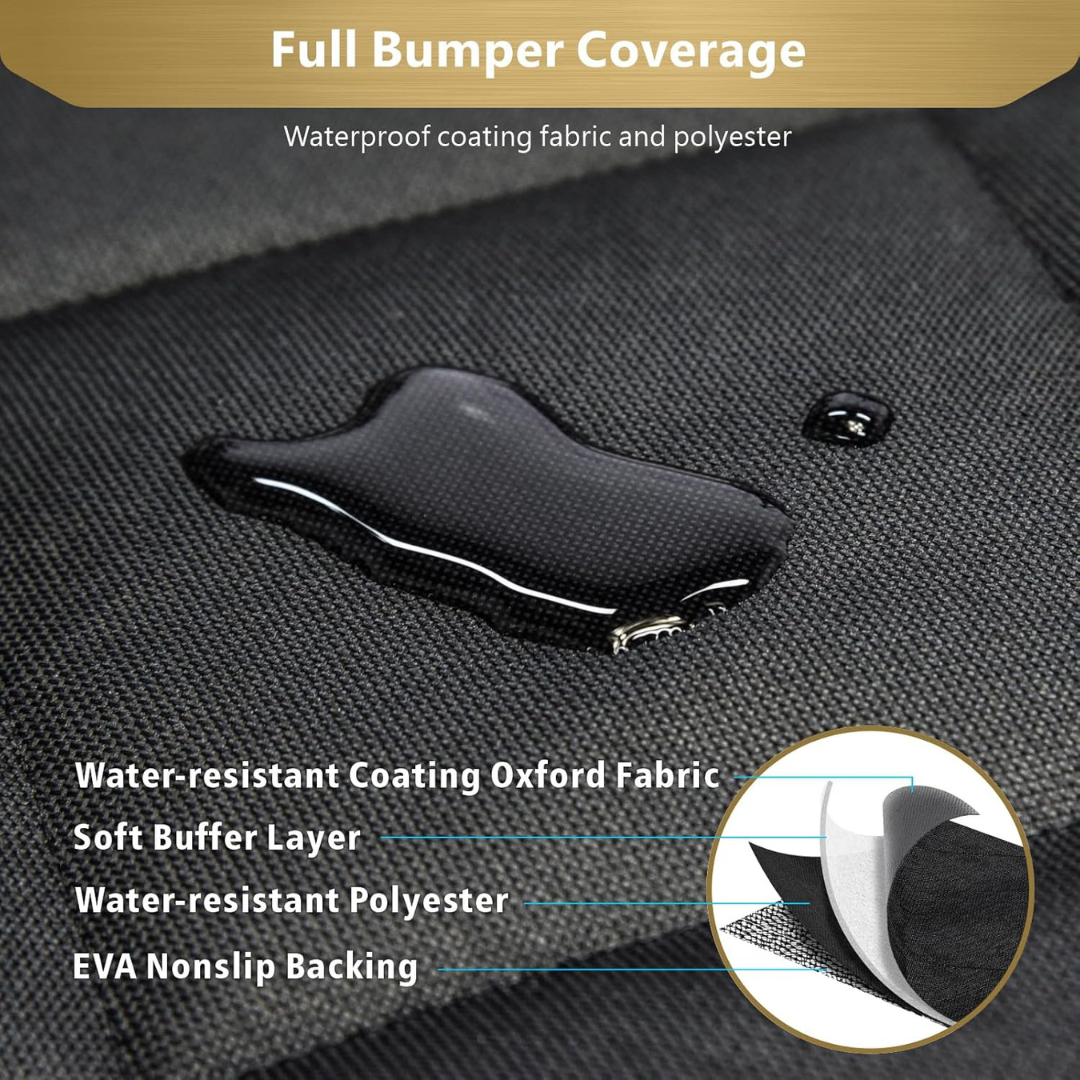 Full Bumper Coverage
Waterproof coating fabric and polyester
Water-resistant Coating Oxford Fabric
Soft Buffer Layer
Water-resistant Polyester
EVA Nonslip Backing